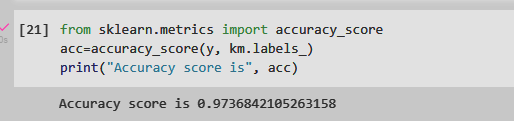 [21] from sklearn.metrics import accuracy_score
acc=accuracy_score(y, km.labels_)
print("Accuracy score is", acc)
Accuracy score is 0.9736842105263158